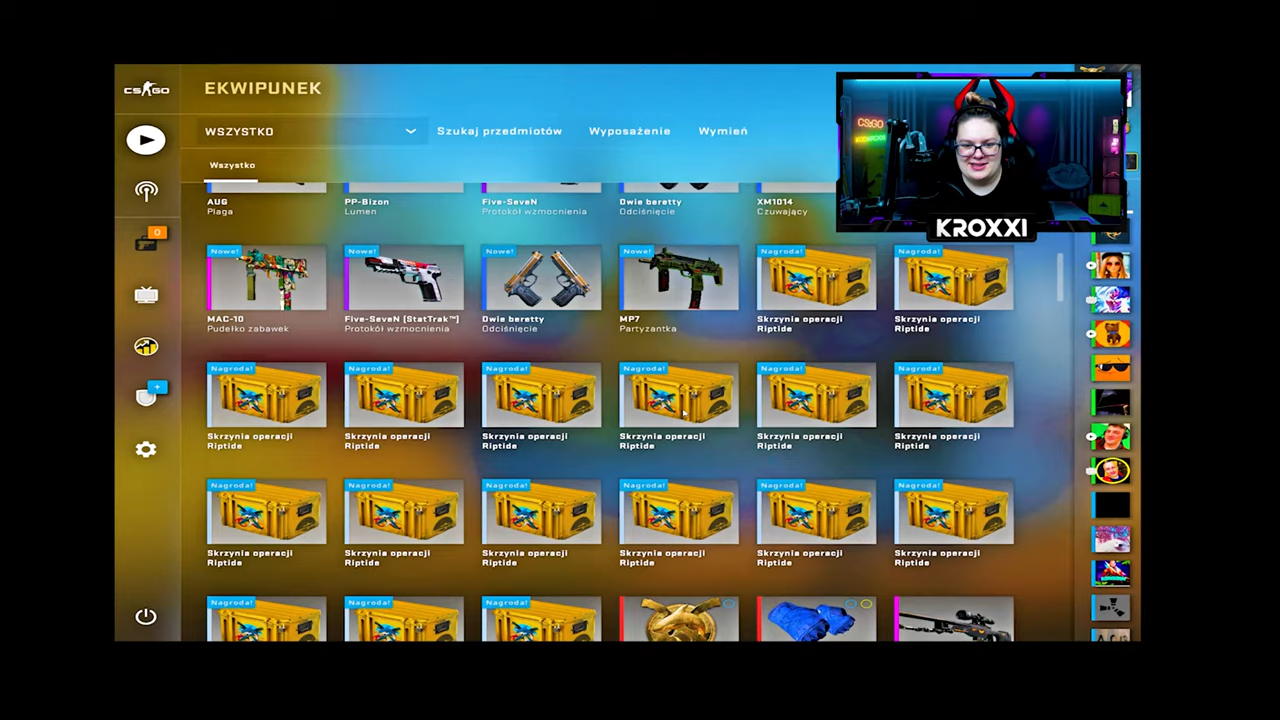 CS GO
EKWIPUNEK
WSZYSTKO
Szukaj przedmiotów
Wyposażenie
Wymień
Wszystko
CS:GO
KROXXI
0
+
AUG
Plaga
PP-Bizon
Lumen
Five-SeveN
Protokół wzmocnienia
Dwie beretty
Odciśnięcie
XM1014
Czuwający
Nowe!
MAC-10
Pudełko zabawek
Nowe!
Five-SeveN (StatTrak™)
Protokół wzmocnienia
Nowe!
Dwie beretty
Odciśnięcie
Nowe!
MP7
Partyzantka
Nagroda!
Skrzynia operacji
Riptide
Nagroda!
Skrzynia operacji
Riptide
Nagroda!
Skrzynia operacji
Riptide
Nagroda!
Skrzynia operacji
Riptide
Nagroda!
Skrzynia operacji
Riptide
Nagroda!
Skrzynia operacji
Riptide
Nagroda!
Skrzynia operacji
Riptide
Nagroda!
Skrzynia operacji
Riptide
Nagroda!
Skrzynia operacji
Riptide
Nagroda!
Skrzynia operacji
Riptide
Nagroda!
Skrzynia operacji
Riptide
Nagroda!
Skrzynia operacji
Riptide
Nagroda!
Skrzynia operacji
Riptide
Nagroda!
Skrzynia operacji
Riptide
Nagroda!
Nagroda!
Nagroda!